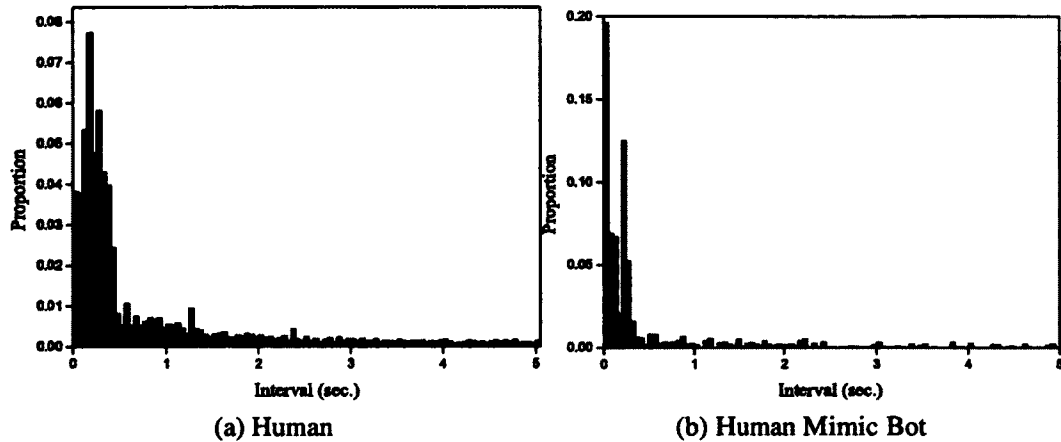 0.08
0.07
0.06
0.05
0.04
0.03
0.02
0.01
0.00
Proportion
0 1 2 3 4 5
Interval (sec.)
(a) Human
0.20
0.15
0.10
0.05
0.00
Proportion
0 1 2 3 4 5
Interval (sec.)
(b) Human Mimic Bot